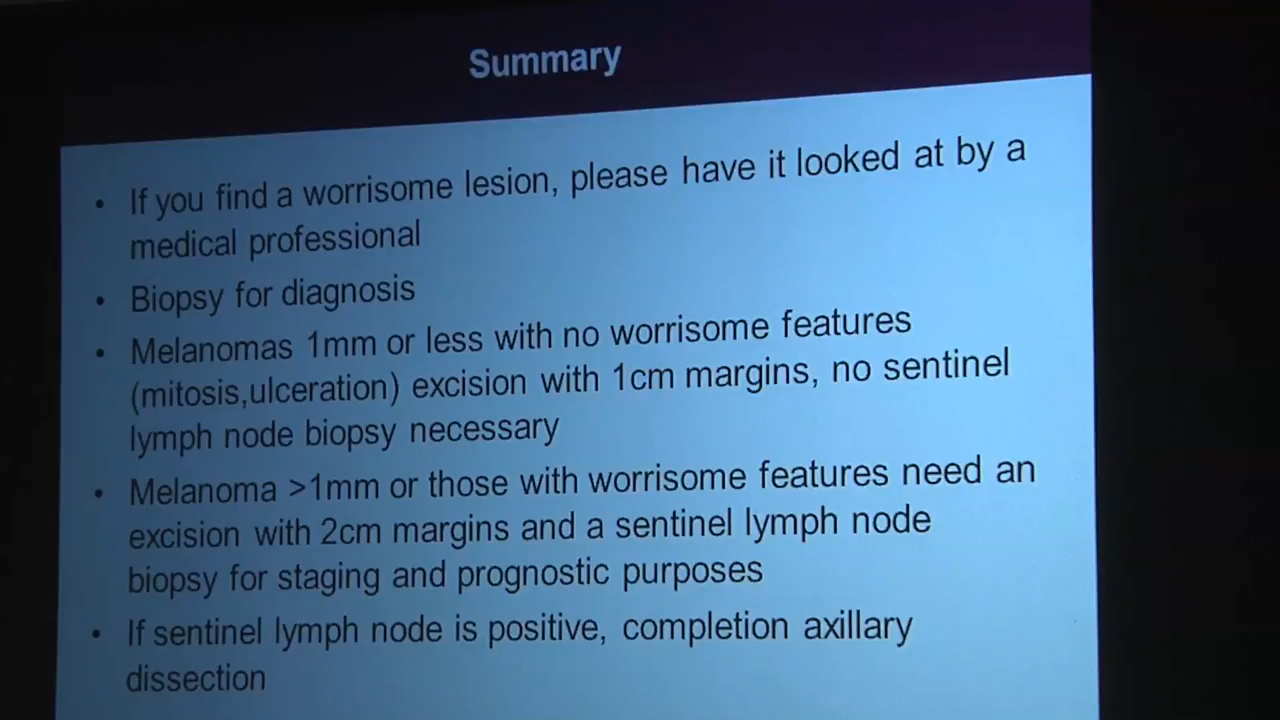 Summary
• If you find a worrisome lesion, please have it looked at by a
medical professional
• Biopsy for diagnosis
• Melanomas 1mm or less with no worrisome features
(mitosis,ulceration) excision with 1cm margins, no sentinel
lymph node biopsy necessary
• Melanoma >1mm or those with worrisome features need an
excision with 2cm margins and a sentinel lymph node
biopsy for staging and prognostic purposes
• If sentinel lymph node is positive, completion axillary
dissection